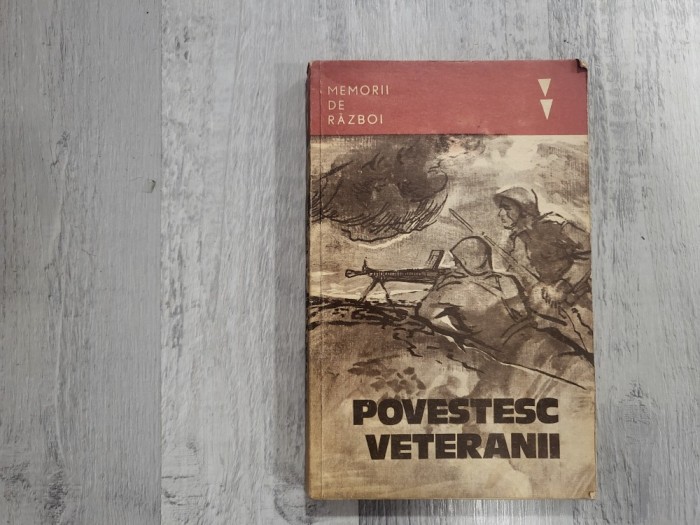 MEMORII
DE
RĂZBOI
POVESTESC
VETERANII